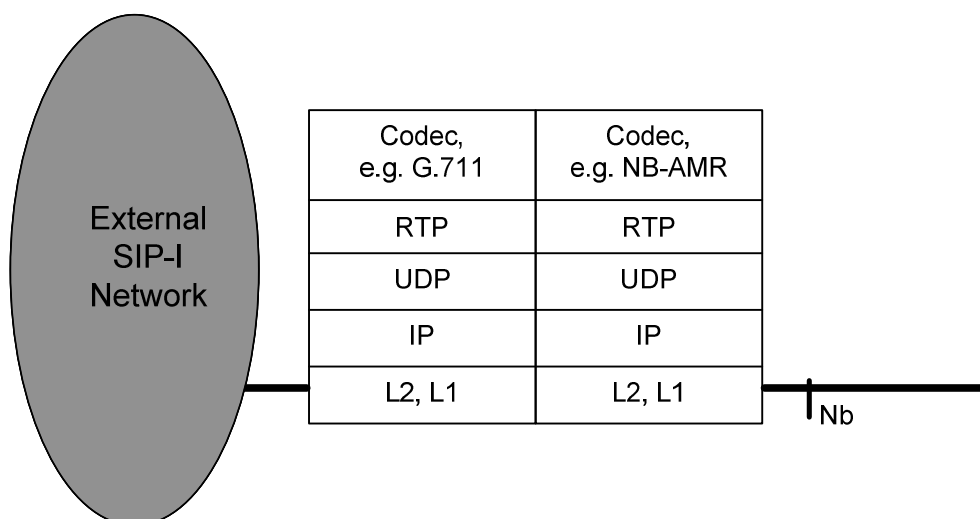 External
SIP-I
Network
Codec,
e.g. G.711
Codec,
e.g. NB-AMR
RTP
RTP
UDP
UDP
IP
IP
L2, L1
L2, L1
Nb